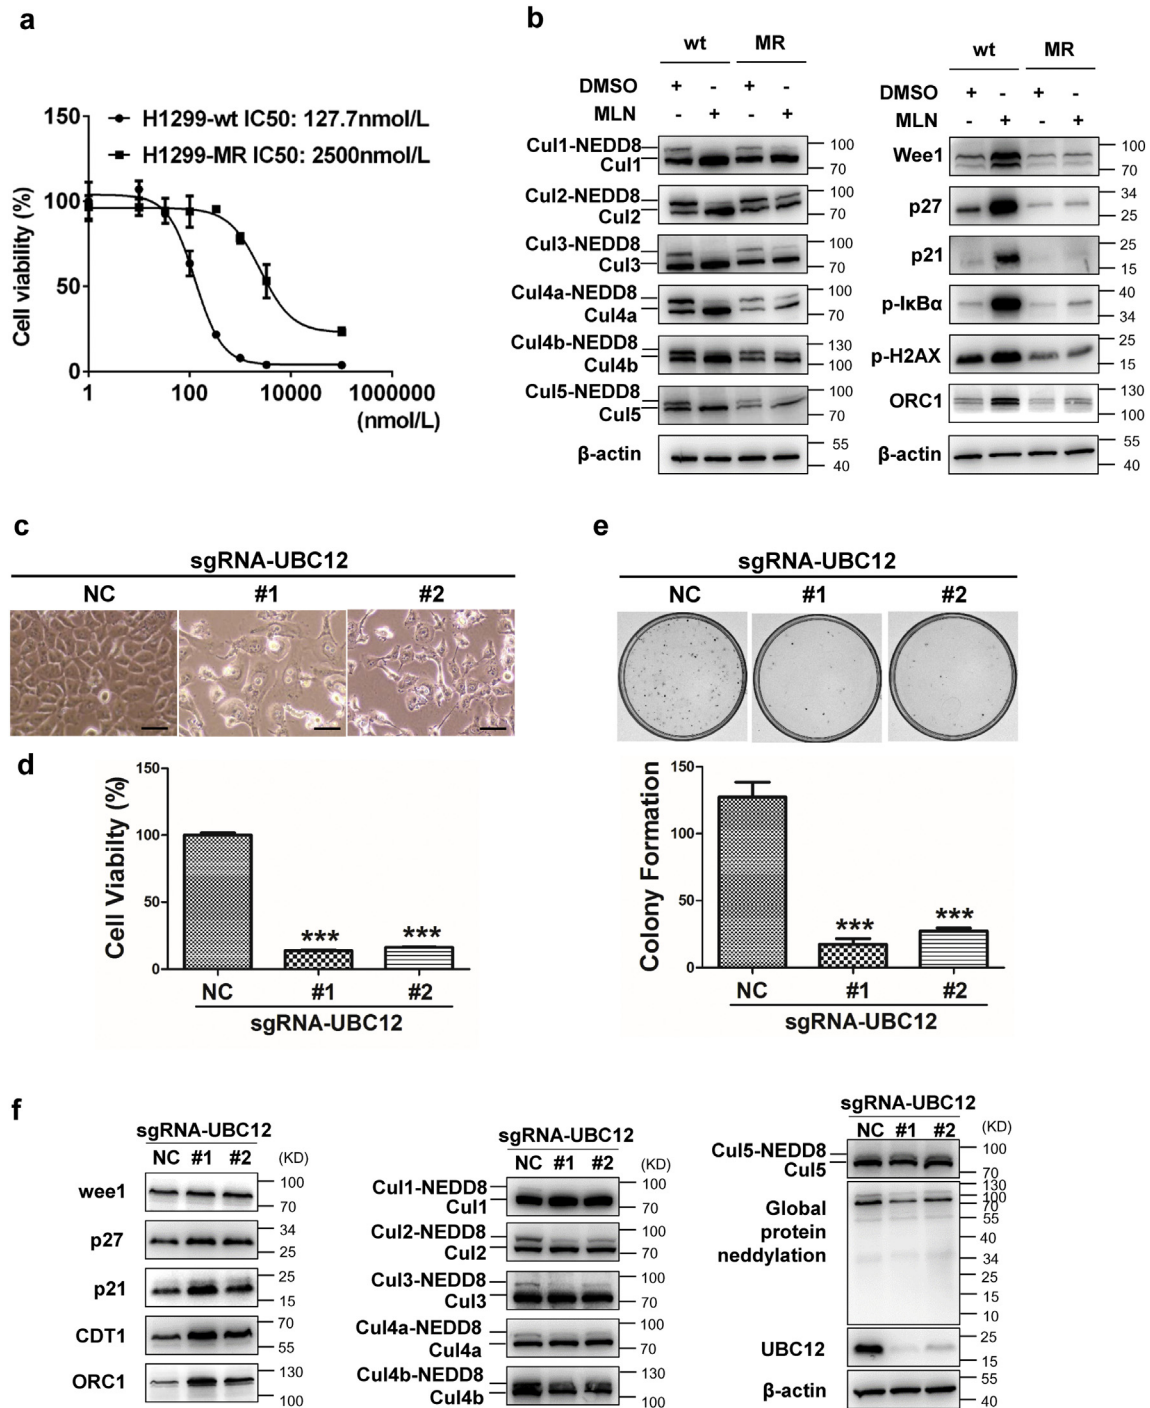 a
150
100
50
0
Cell viability (%)
H1299-wt IC50: 127.7nmol/L
H1299-MR IC50: 2500nmol/L
1 100 10000 1000000
(nmol/L)
b
wt MR
DMSO + - + -
MLN - + - +
Cul1-NEDD8 100
Cul1 70
Cul2-NEDD8 100
Cul2 70
Cul3-NEDD8 100
Cul3 70
Cul4a-NEDD8 100
Cul4a 70
Cul4b-NEDD8 130
Cul4b 100
Cul5-NEDD8 100
Cul5 70
β-actin 55
40
wt MR
DMSO + - + -
MLN - + - +
Wee1 100
70
p27 34
25
p21 25
15
p-IκBα 40
34
p-H2AX 25
15
ORC1 130
100
β-actin 55
40
c
sgRNA-UBC12
NC #1 #2
d
150
100
50
0
Cell Viabilty (%)
*** ***
NC #1 #2
sgRNA-UBC12
e
sgRNA-UBC12
NC #1 #2
150
100
50
0
Colony Formation
*** ***
NC #1 #2
sgRNA-UBC12
f
sgRNA-UBC12
NC #1 #2 (KD)
wee1 100
70
p27 34
25
p21 25
15
CDT1 70
55
ORC1 130
100
sgRNA-UBC12
NC #1 #2 (KD)
Cul1-NEDD8 100
Cul1 70
Cul2-NEDD8 100
Cul2 70
Cul3-NEDD8 100
Cul3 70
Cul4a-NEDD8 100
Cul4a 70
Cul4b-NEDD8 130
Cul4b 100
sgRNA-UBC12
NC #1 #2 (KD)
Cul5-NEDD8 100
Cul5 70
Global
protein
neddylation
130
100
70
55
40
34
25
15
10
UBC12 25
15
β-actin 55
40